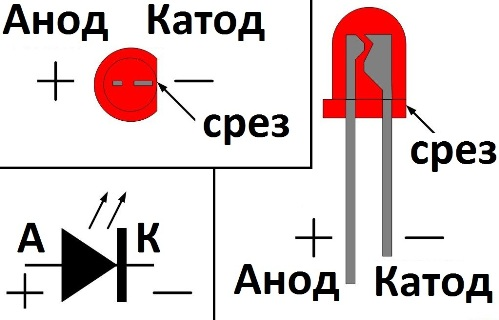 Анод Катод
+ —
срез
срез
А К
+ —
+ —
Анод Катод